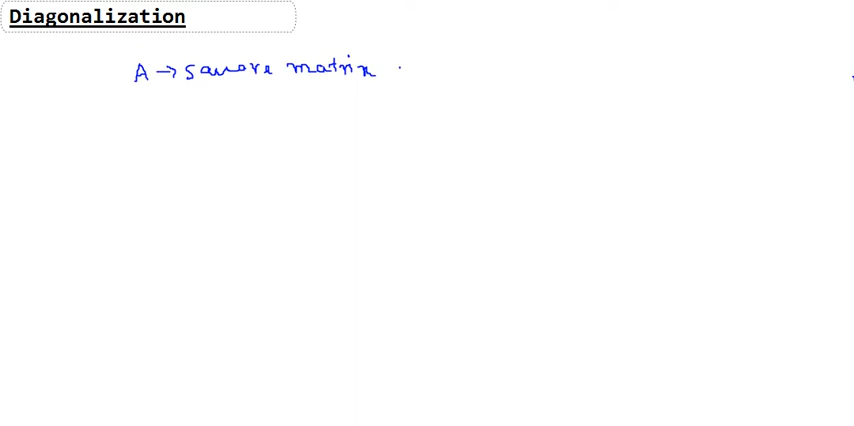 Diagonalization
A → square matrix .